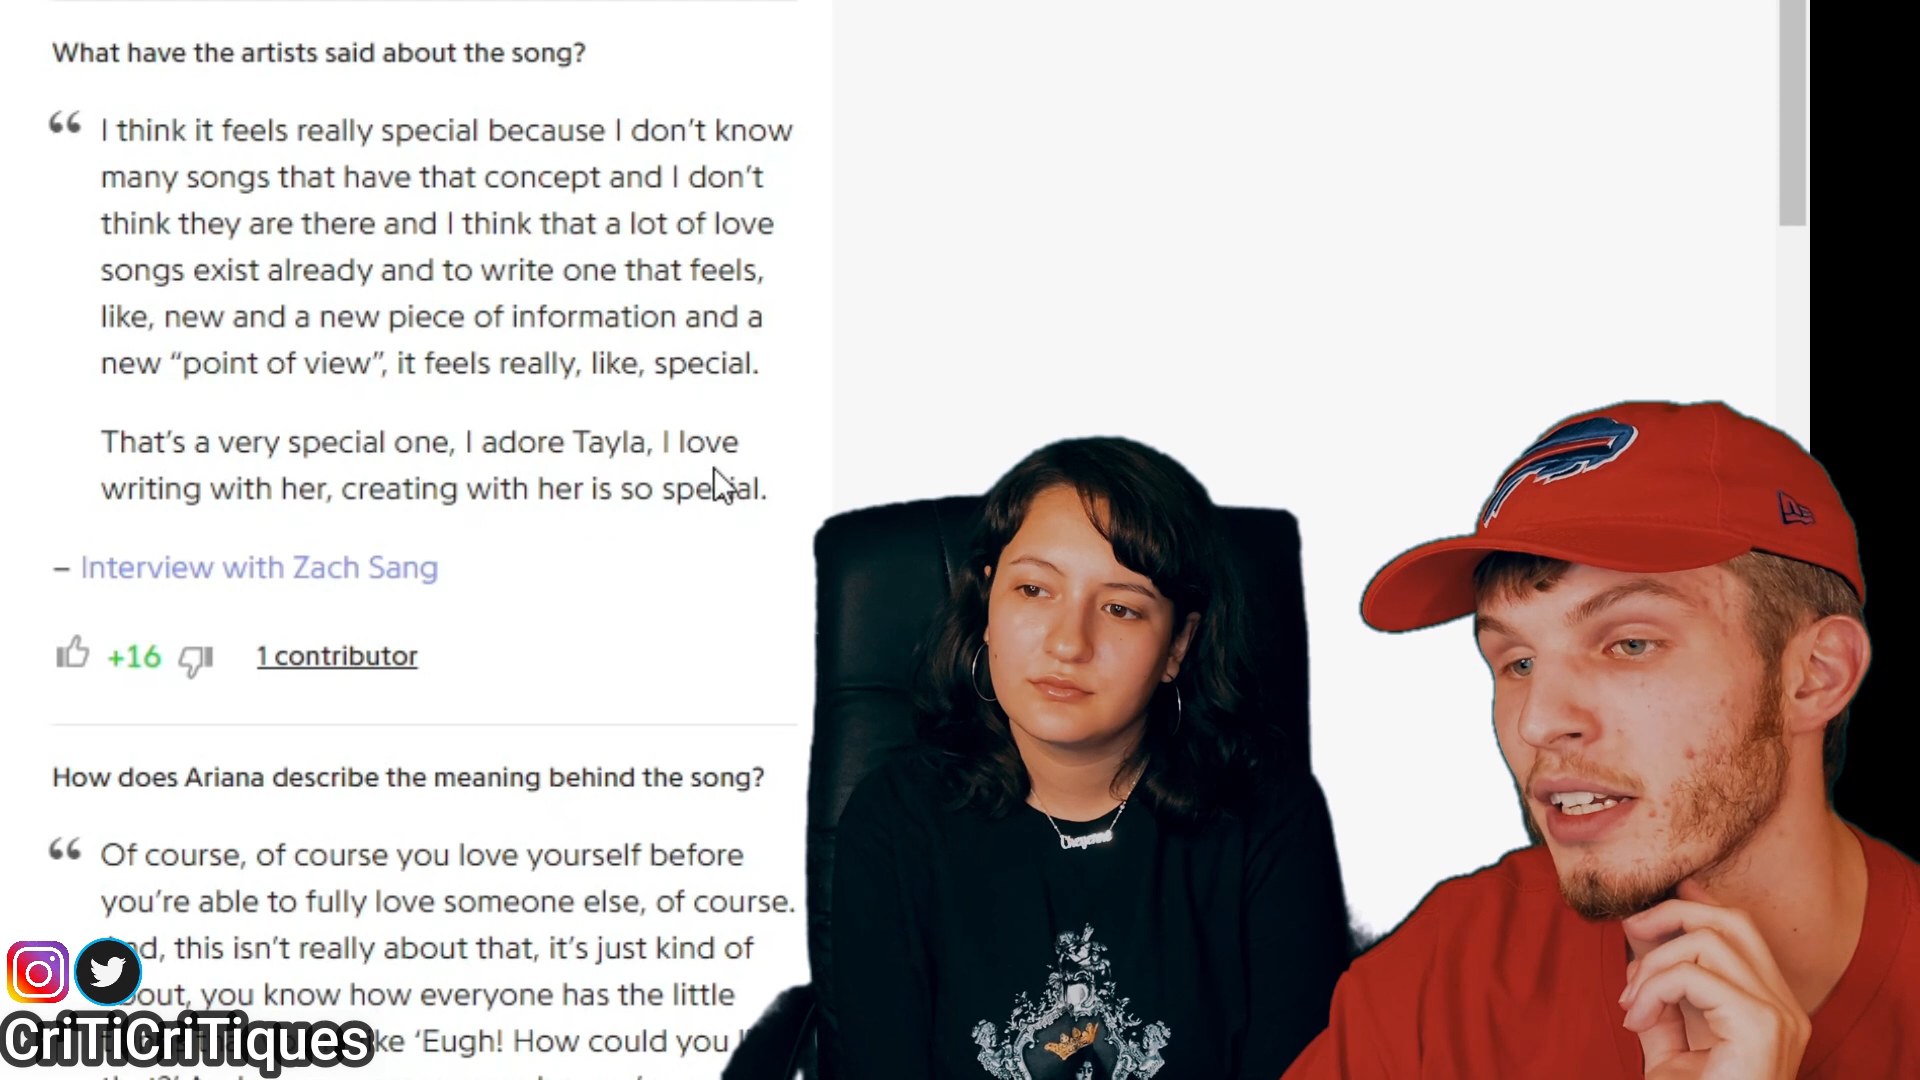 What have the artists said about the song?
“ I think it feels really special because I don’t know
many songs that have that concept and I don’t
think they are there and I think that a lot of love
songs exist already and to write one that feels,
like, new and a new piece of information and a
new “point of view”, it feels really, like, special.
That’s a very special one, I adore Tayla, I love
writing with her, creating with her is so special.
– Interview with Zach Sang
+16 1 contributor
How does Ariana describe the meaning behind the song?
“ Of course, of course you love yourself before
you’re able to fully love someone else, of course.
this isn’t really about that, it’s just kind of
you know how everyone has the little
‘Eugh! How could you
CriTiCriTiques
Cheyenne